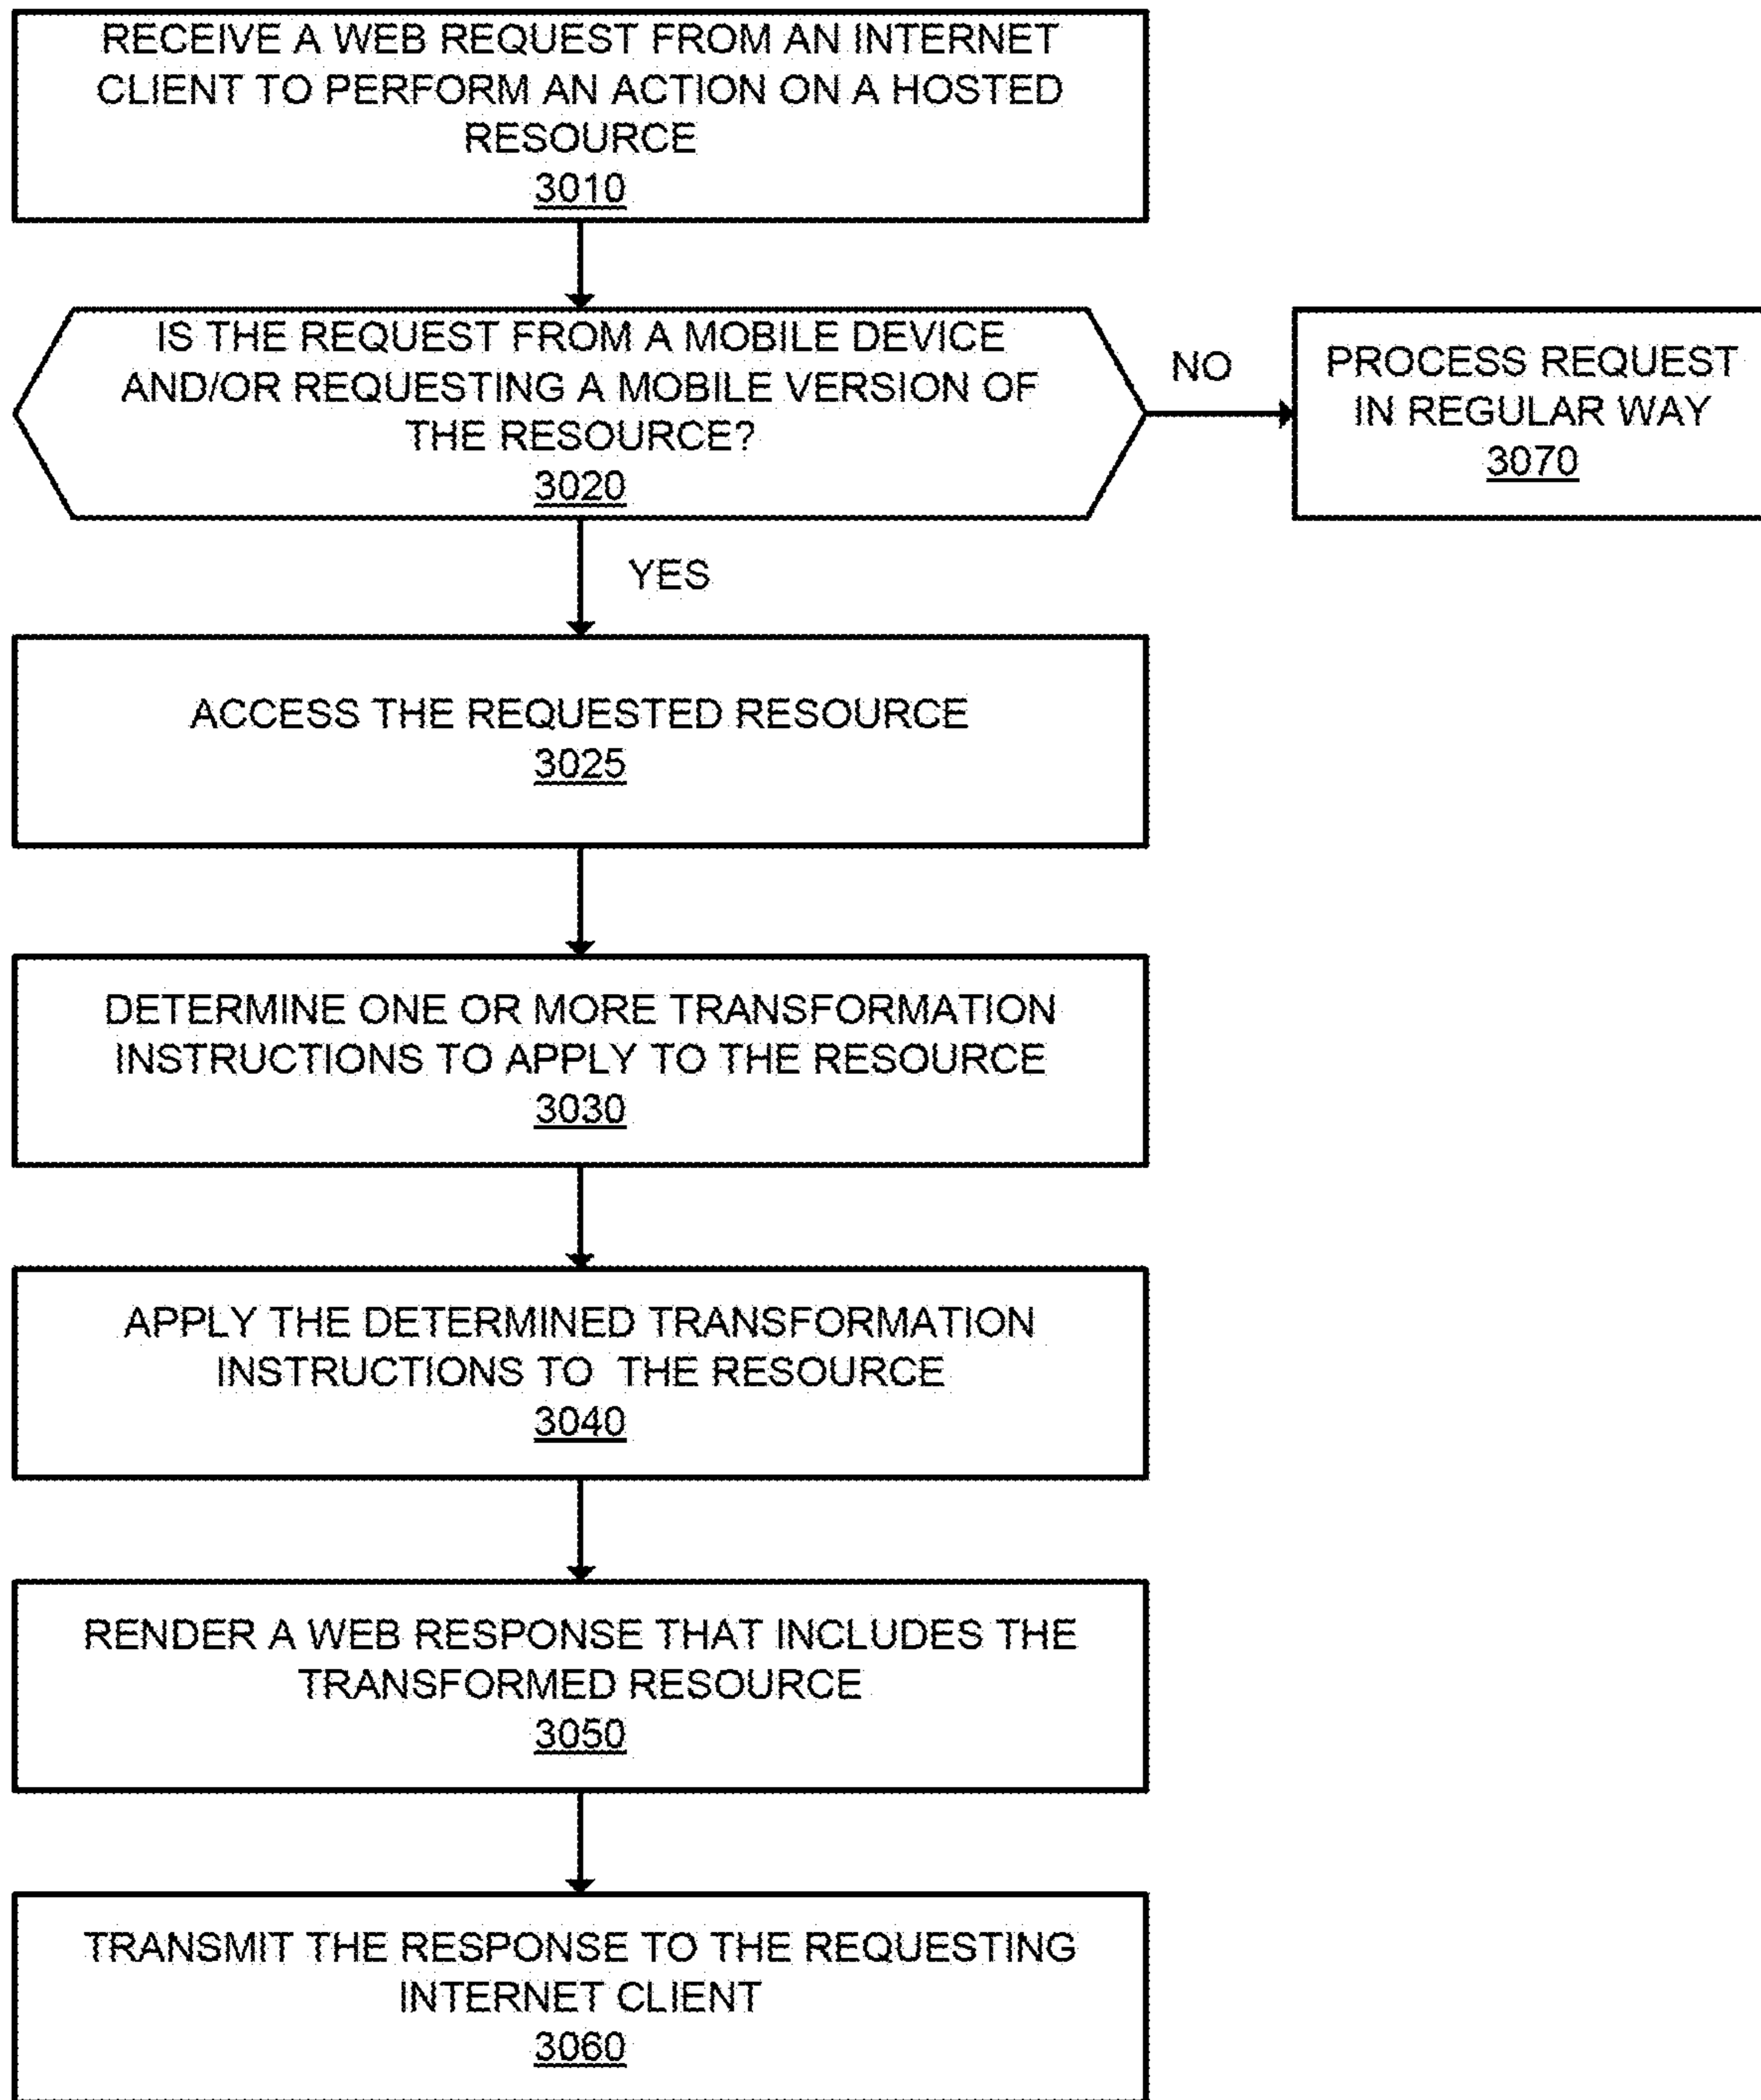 RECEIVE A WEB REQUEST FROM AN INTERNET
CLIENT TO PERFORM AN ACTION ON A HOSTED
RESOURCE
3010
IS THE REQUEST FROM A MOBILE DEVICE
AND/OR REQUESTING A MOBILE VERSION OF
THE RESOURCE?
3020
NO
PROCESS REQUEST
IN REGULAR WAY
3070
YES
ACCESS THE REQUESTED RESOURCE
3025
DETERMINE ONE OR MORE TRANSFORMATION
INSTRUCTIONS TO APPLY TO THE RESOURCE
3030
APPLY THE DETERMINED TRANSFORMATION
INSTRUCTIONS TO THE RESOURCE
3040
RENDER A WEB RESPONSE THAT INCLUDES THE
TRANSFORMED RESOURCE
3050
TRANSMIT THE RESPONSE TO THE REQUESTING
INTERNET CLIENT
3060